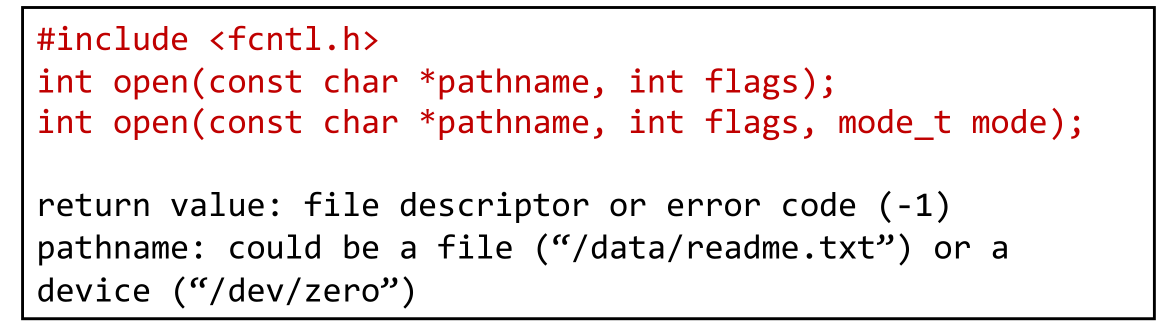 #include <fcntl.h>
int open(const char *pathname, int flags);
int open(const char *pathname, int flags, mode_t mode);
return value: file descriptor or error code (-1)
pathname: could be a file (“/data/readme.txt”) or a
device (“/dev/zero”)